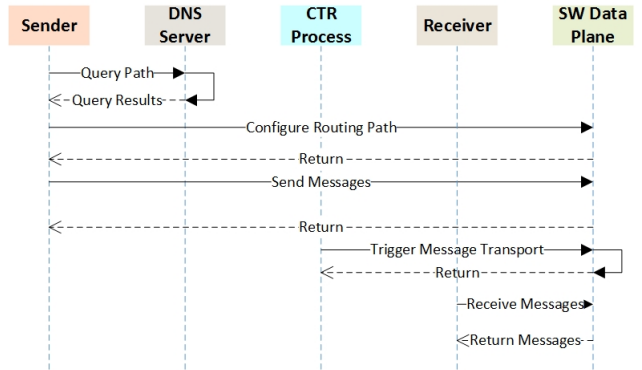 Sender
DNS
Server
CTR
Process
Receiver
SW Data
Plane
Query Path
Query Results
Configure Routing Path
Return
Send Messages
Return
Trigger Message Transport
Return
Receive Messages
Return Messages